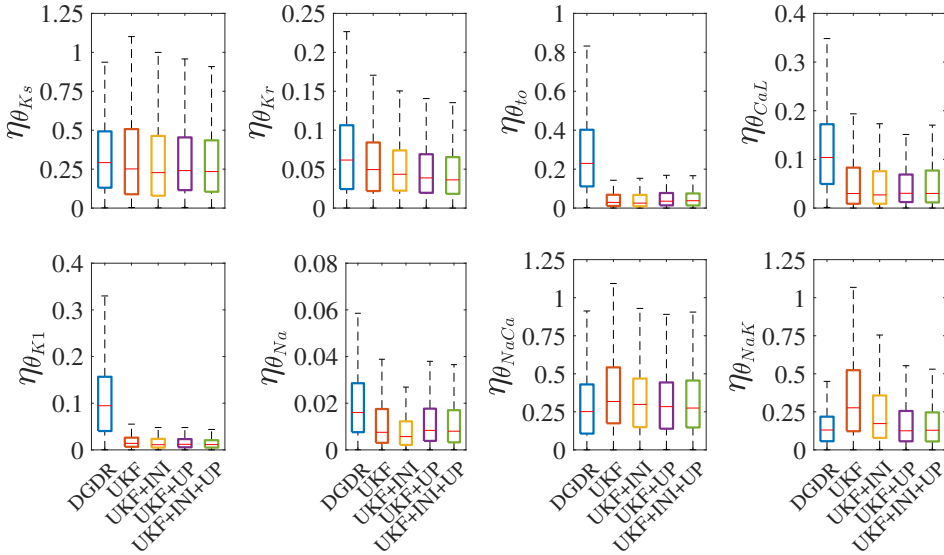 1.25
1
0.75
0.5
0.25
0
ηθKs
0.25
0.20
0.15
0.10
0.05
0
ηθKr
1
0.8
0.6
0.4
0.2
0
ηθto
0.4
0.3
0.2
0.1
0
ηθCaL
0.4
0.3
0.2
0.1
0
ηθK1
DGDR
UKF
UKF+INI
UKF+UP
UKF+INI+UP
0.08
0.06
0.04
0.02
0
ηθNa
DGDR
UKF
UKF+INI
UKF+UP
UKF+INI+UP
1.25
1
0.75
0.5
0.25
0
ηθNaCa
DGDR
UKF
UKF+INI
UKF+UP
UKF+INI+UP
1.25
1
0.75
0.5
0.25
0
ηθNaK
DGDR
UKF
UKF+INI
UKF+UP
UKF+INI+UP